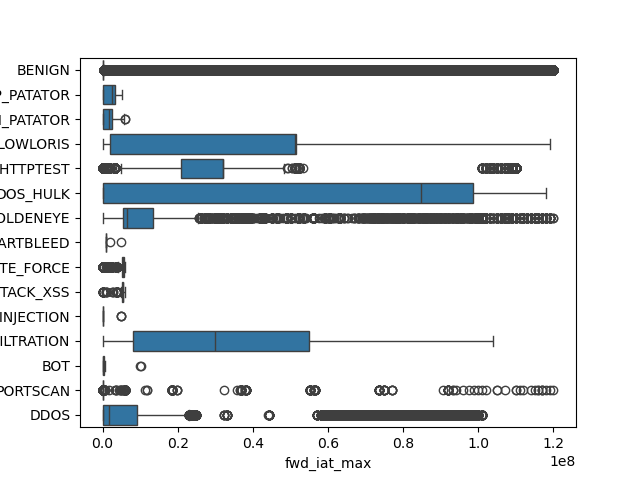 BENIGN
P_PATATOR
H_PATATOR
LOWLORIS
HTTPTEST
DOS_HULK
OLDENEYE
ARTBLEED
TE_FORCE
TACK_XSS
INJECTION
ILTRATION
BOT
PORTSCAN
DDOS
0.0 0.2 0.4 0.6 0.8 1.0 1.2
1e8
fwd_iat_max